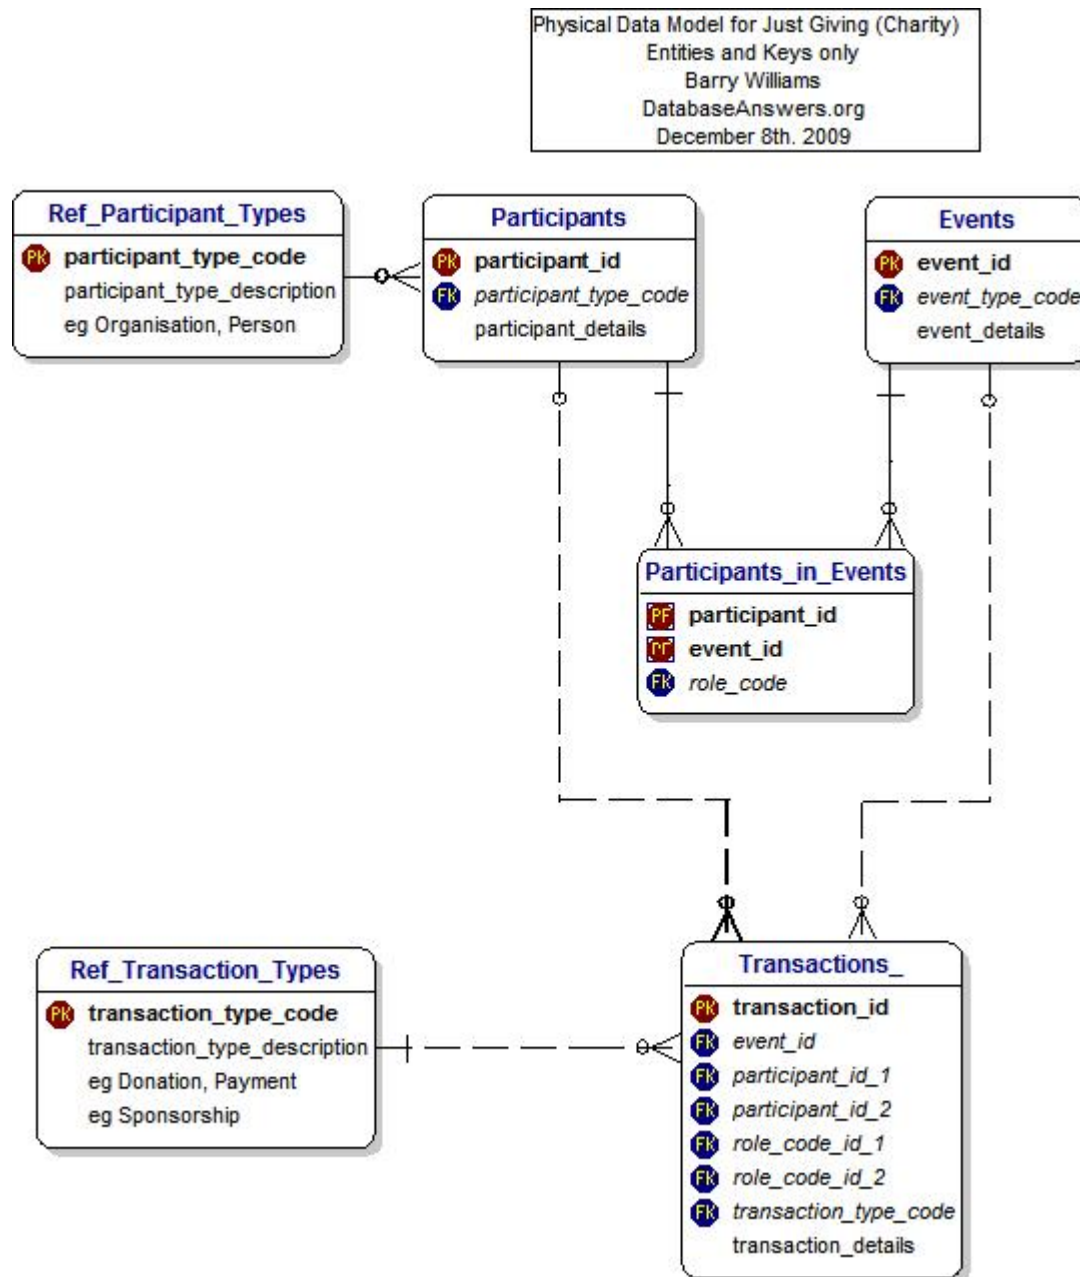 Physical Data Model for Just Giving (Charity)
Entities and Keys only
Barry Williams
DatabaseAnswers.org
December 8th. 2009
Ref_Participant_Types
PK participant_type_code
participant_type_description
eg Organisation, Person
Participants
PK participant_id
FK participant_type_code
participant_details
Events
PK event_id
FK event_type_code
event_details
Participants_in_Events
PF participant_id
PF event_id
FK role_code
Ref_Transaction_Types
PK transaction_type_code
transaction_type_description
eg Donation, Payment
eg Sponsorship
Transactions_
PK transaction_id
FK event_id
FK participant_id_1
FK participant_id_2
FK role_code_id_1
FK role_code_id_2
FK transaction_type_code
transaction_details